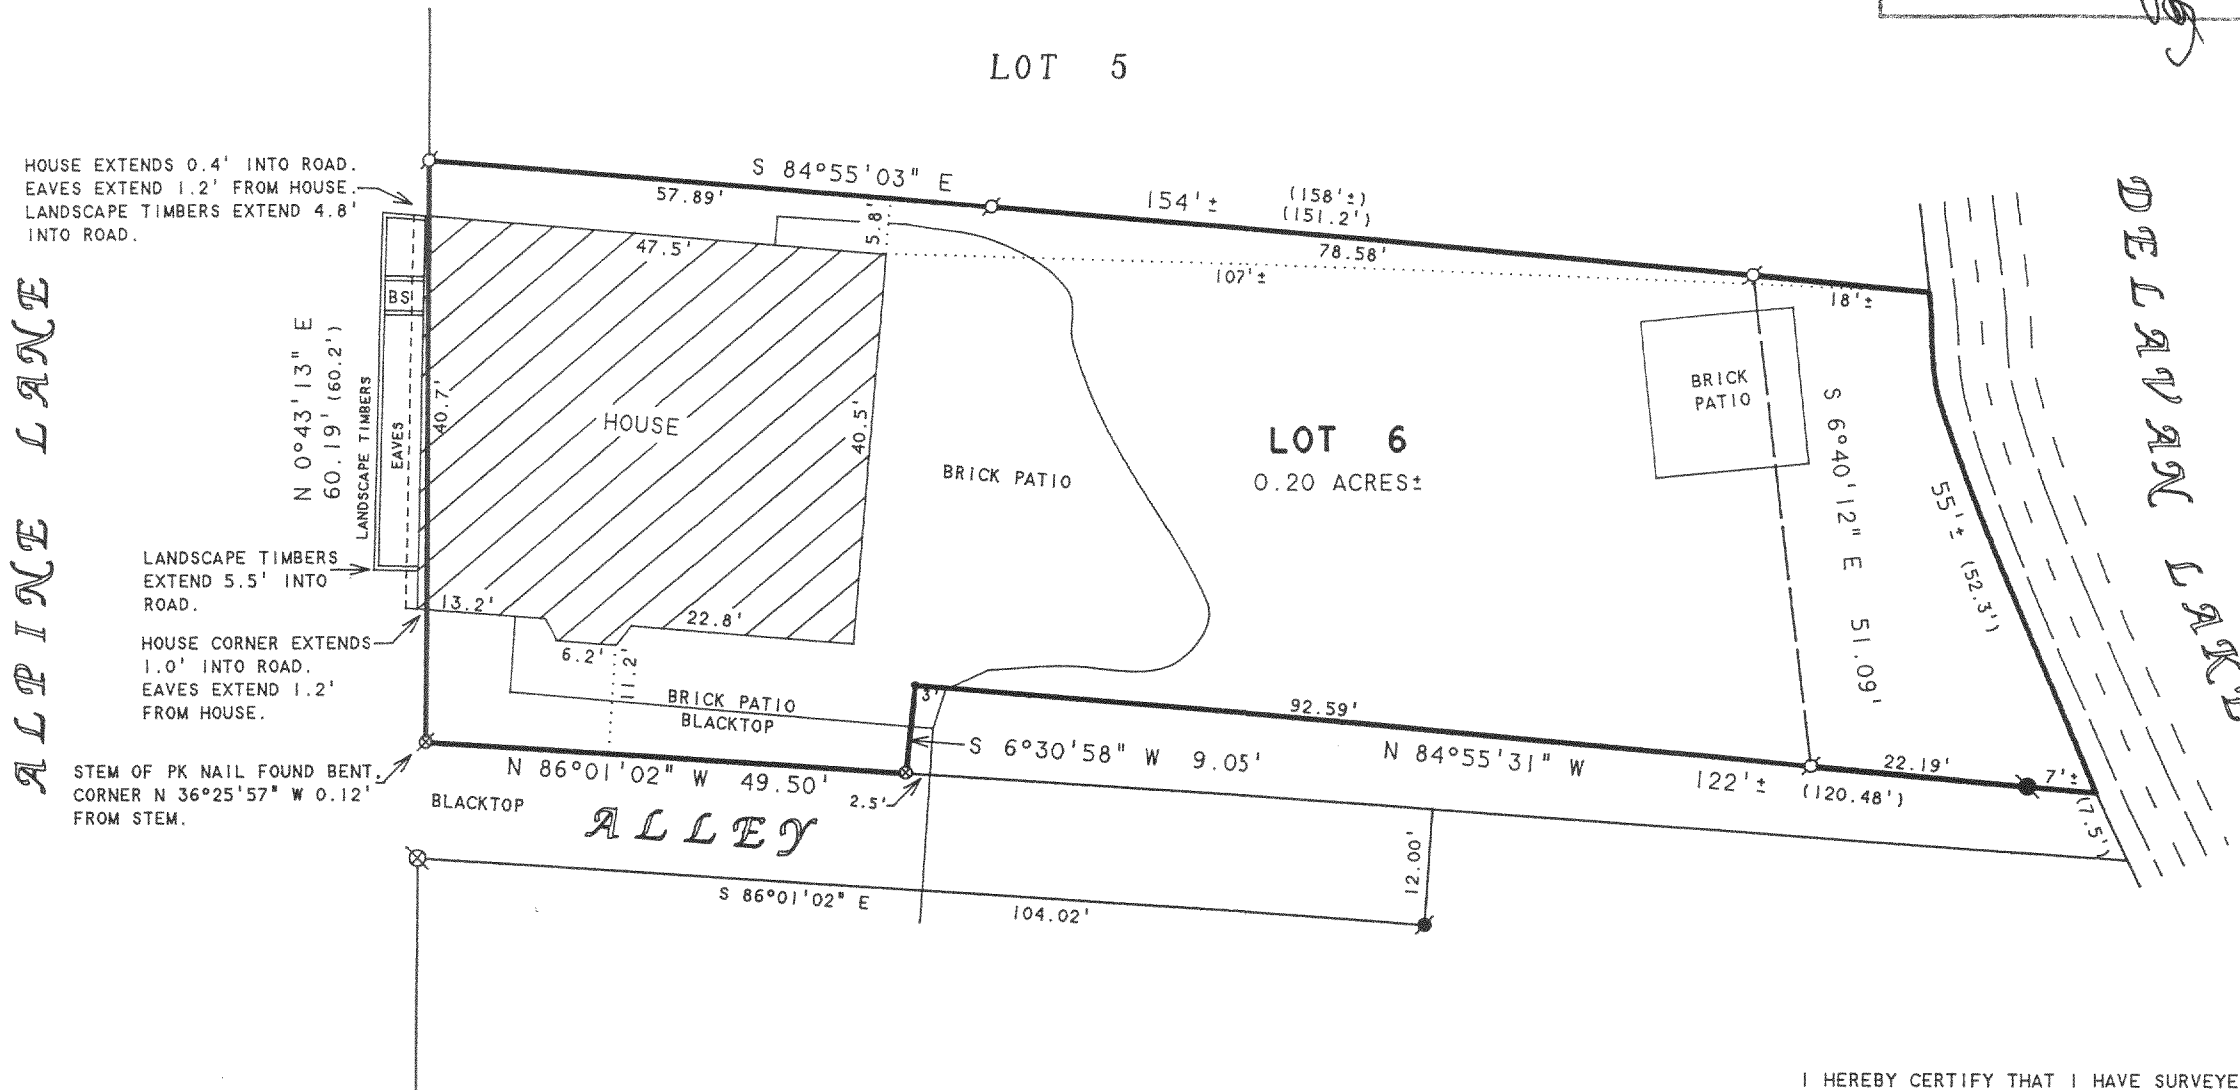 LOT 5
HOUSE EXTENDS 0.4' INTO ROAD.
EAVES EXTEND 1.2' FROM HOUSE.
LANDSCAPE TIMBERS EXTEND 4.8'
INTO ROAD.
S 84°55'03" E
57.89'
154'±
(158'±)
(151.2')
78.58'
18'±
5.8'
47.5'
107'±
BS
N 0°43'13" E
60.19' (60.2')
LANDSCAPE TIMBERS
EAVES
40.7'
HOUSE
40.5'
BRICK PATIO
LOT 6
0.20 ACRES±
BRICK
PATIO
S 6°40'12" E 51.09'
55'± (52.3')
DELAVAN LAKE
ALPINE LANE
LANDSCAPE TIMBERS
EXTEND 5.5' INTO
ROAD.
13.2'
22.8'
6.2'
11.2'
HOUSE CORNER EXTENDS
1.0' INTO ROAD.
EAVES EXTEND 1.2'
FROM HOUSE.
BRICK PATIO
BLACKTOP
3'
92.59'
S 6°30'58" W 9.05'
N 84°55'31" W
122'±
(120.48')
22.19'
7'±
(7.5')
STEM OF PK NAIL FOUND BENT.
CORNER N 36°25'57" W 0.12'
FROM STEM.
N 86°01'02" W 49.50'
2.5'
BLACKTOP
ALLEY
12.00'
S 86°01'02" E
104.02'
I HEREBY CERTIFY THAT I HAVE SURVEYE